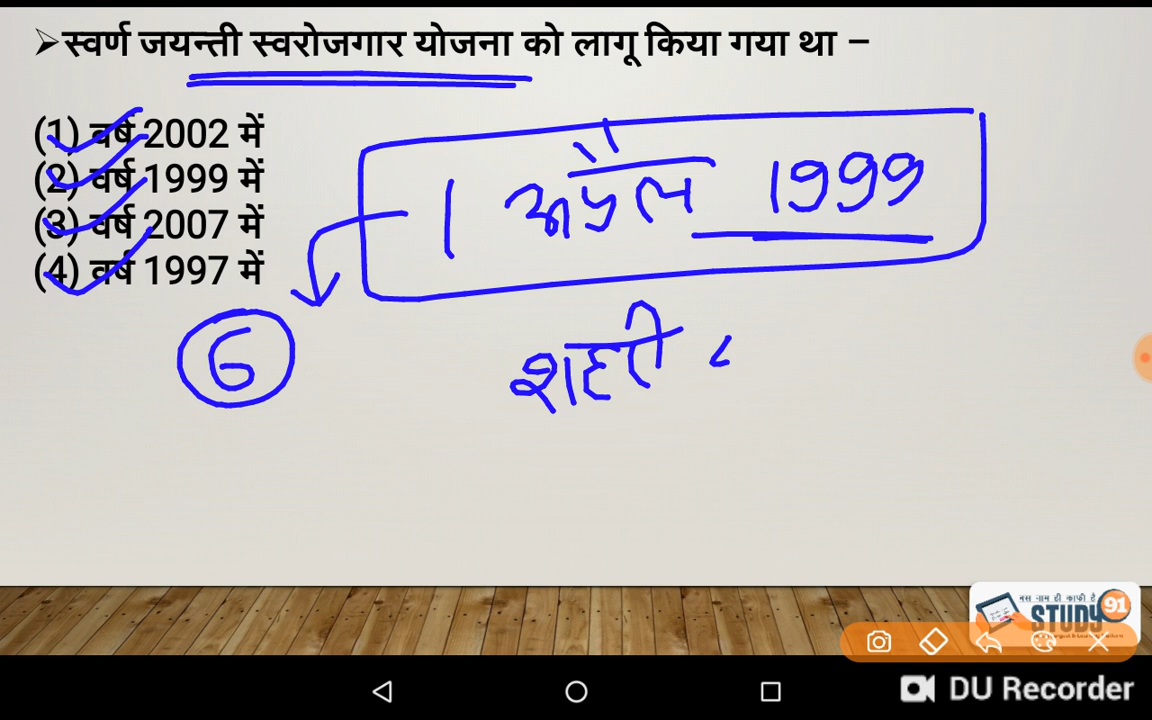 ➢स्वर्ण जयन्ती स्वरोजगार योजना को लागू किया गया था –
(1) वर्ष 2002 में
(2) वर्ष 1999 में
(3) वर्ष 2007 में
(4) वर्ष 1997 में
1 अप्रैल 1999
6
शहरी
बस नाम ही काफी है
STUDY 91
DU Recorder